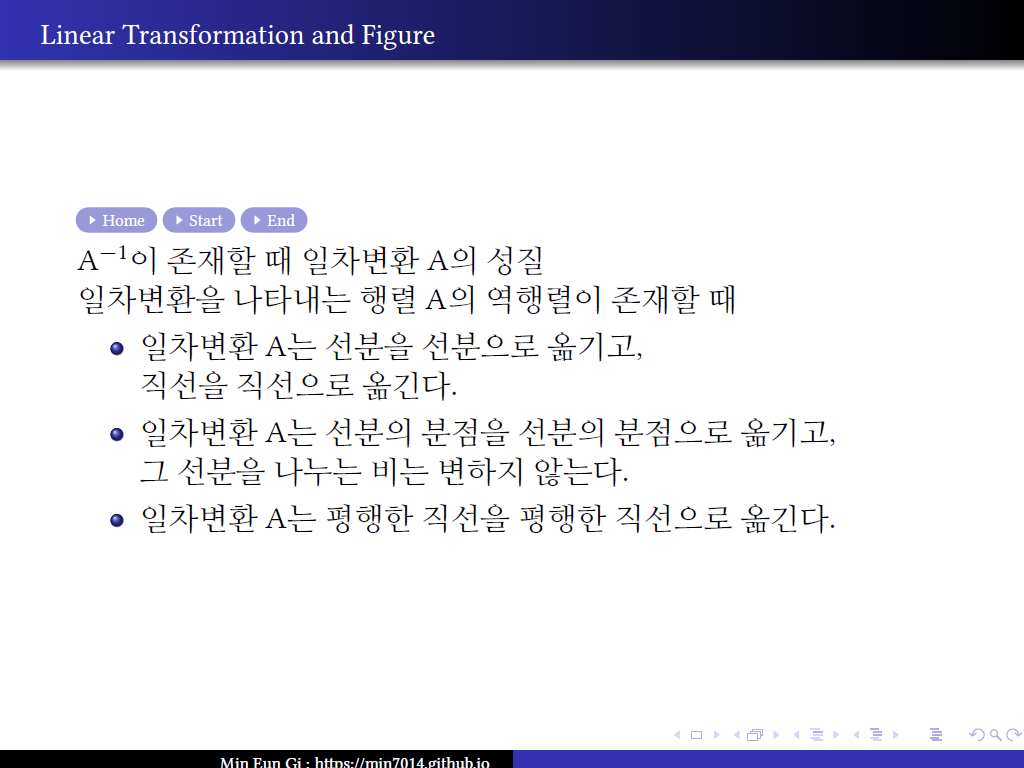 Linear Transformation and Figure
Home Start End
A⁻¹이 존재할 때 일차변환 A의 성질
일차변환을 나타내는 행렬 A의 역행렬이 존재할 때
일차변환 A는 선분을 선분으로 옮기고,
직선을 직선으로 옮긴다.
일차변환 A는 선분의 분점을 선분의 분점으로 옮기고,
그 선분을 나누는 비는 변하지 않는다.
일차변환 A는 평행한 직선을 평행한 직선으로 옮긴다.
Min Eun Gi : https://min7014.github.io